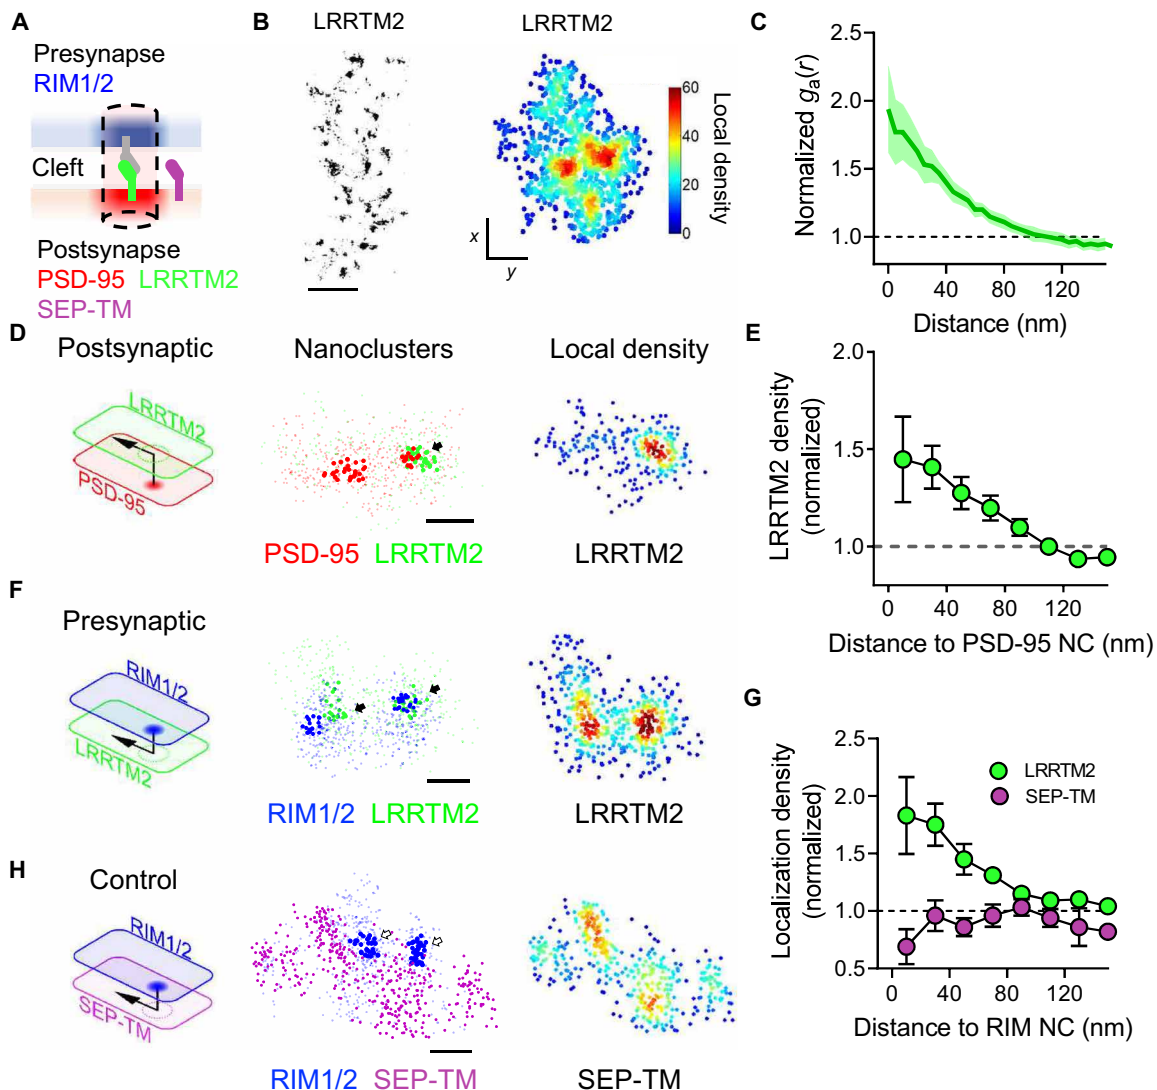 A
Presynapse
RIM1/2
Cleft
Postsynapse
PSD-95 LRRTM2
SEP-TM
B
LRRTM2
LRRTM2
60
40
20
0
Local density
x
y
C
Normalized ga(r)
2.5
2.0
1.5
1.0
0 40 80 120
Distance (nm)
D
Postsynaptic
Nanoclusters
Local density
LRRTM2
PSD-95
PSD-95 LRRTM2
LRRTM2
E
LRRTM2 density
(normalized)
2.0
1.5
1.0
0 40 80 120
Distance to PSD-95 NC (nm)
F
Presynaptic
RIM1/2
LRRTM2
RIM1/2 LRRTM2
LRRTM2
G
Localization density
(normalized)
2.5
2.0
1.5
1.0
0.5
LRRTM2
SEP-TM
0 40 80 120
Distance to RIM NC (nm)
H
Control
RIM1/2
SEP-TM
RIM1/2 SEP-TM
SEP-TM